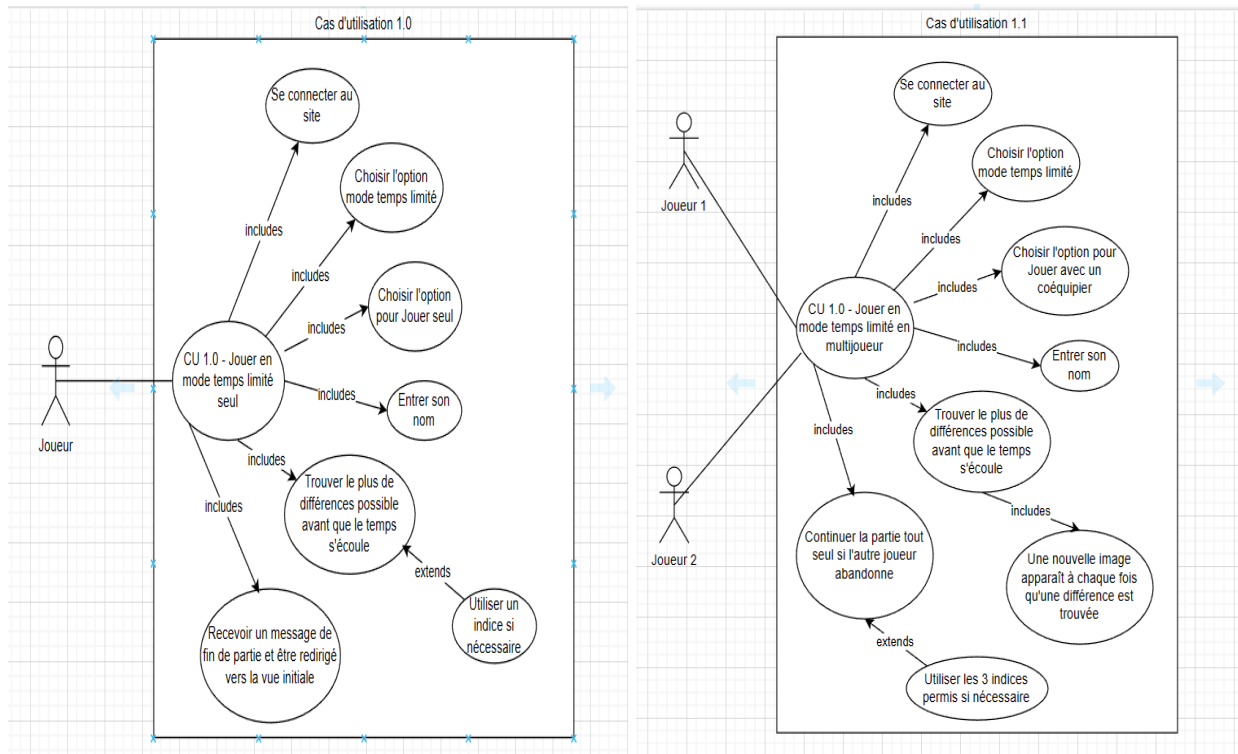 Cas d'utilisation 1.0
Se connecter au
site
Choisir l'option
mode temps limité
includes
includes
Choisir l'option
pour Jouer seul
includes
CU 1.0 - Jouer en
mode temps limité
seul
includes
Entrer son
nom
Joueur
includes
Trouver le plus de
différences possible
avant que le temps
s'écoule
includes
extends
Utiliser un
indice si
nécessaire
Recevoir un message de
fin de partie et être redirigé
vers la vue initiale
Cas d'utilisation 1.1
Se connecter au
site
Joueur 1
Choisir l'option
mode temps limité
includes
includes
Choisir l'option pour
Jouer avec un
coéquipier
includes
CU 1.0 - Jouer en
mode temps limité en
multijoueur
includes
Entrer son
nom
includes
Trouver le plus de
différences possible
avant que le temps
s'écoule
includes
includes
Joueur 2
Continuer la partie tout
seul si l'autre joueur
abandonne
Une nouvelle image
apparaît à chaque fois
qu'une différence est
trouvée
extends
Utiliser les 3 indices
permis si nécessaire